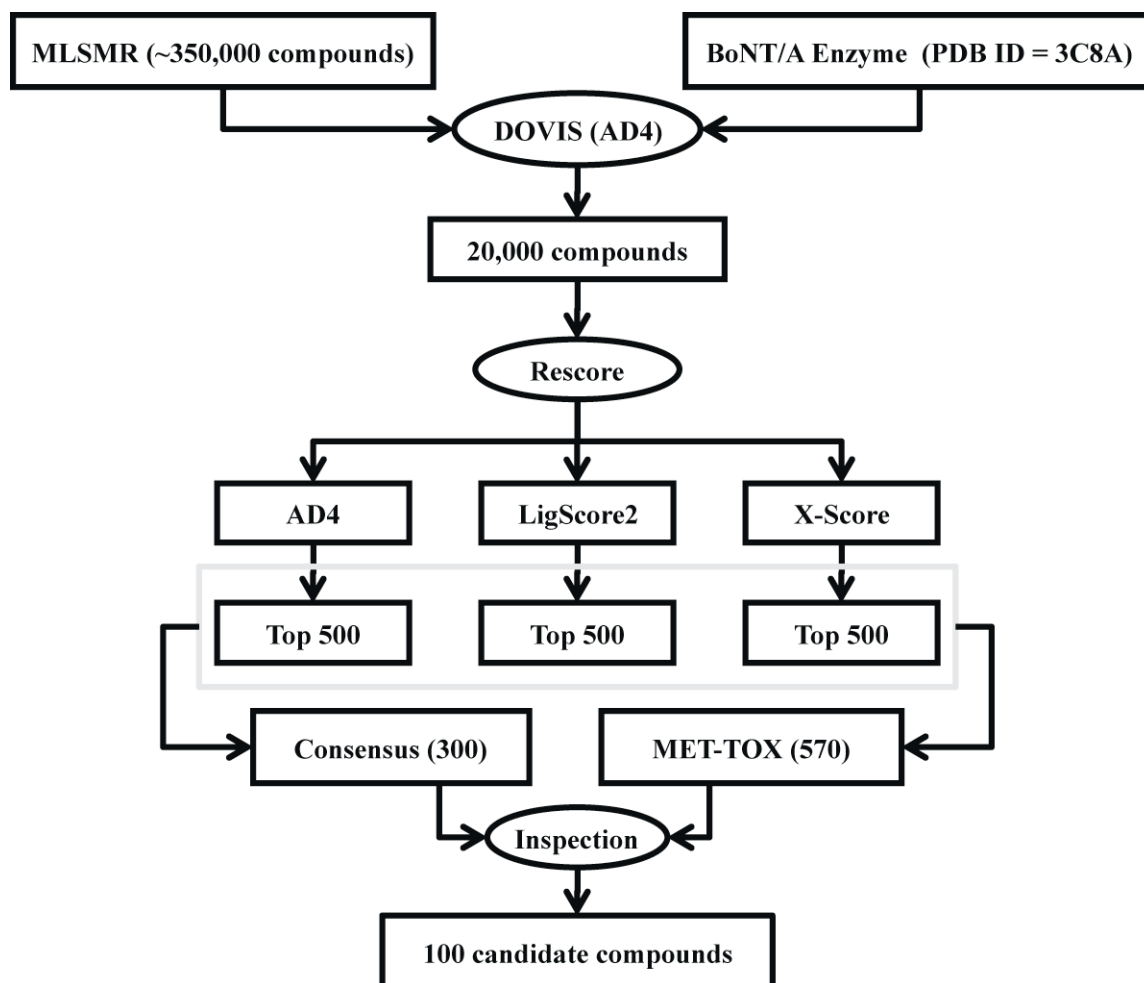 MLSMR (~350,000 compounds)
BoNT/A Enzyme (PDB ID = 3C8A)
DOVIS (AD4)
20,000 compounds
Rescore
AD4
LigScore2
X-Score
Top 500
Top 500
Top 500
Consensus (300)
MET-TOX (570)
Inspection
100 candidate compounds